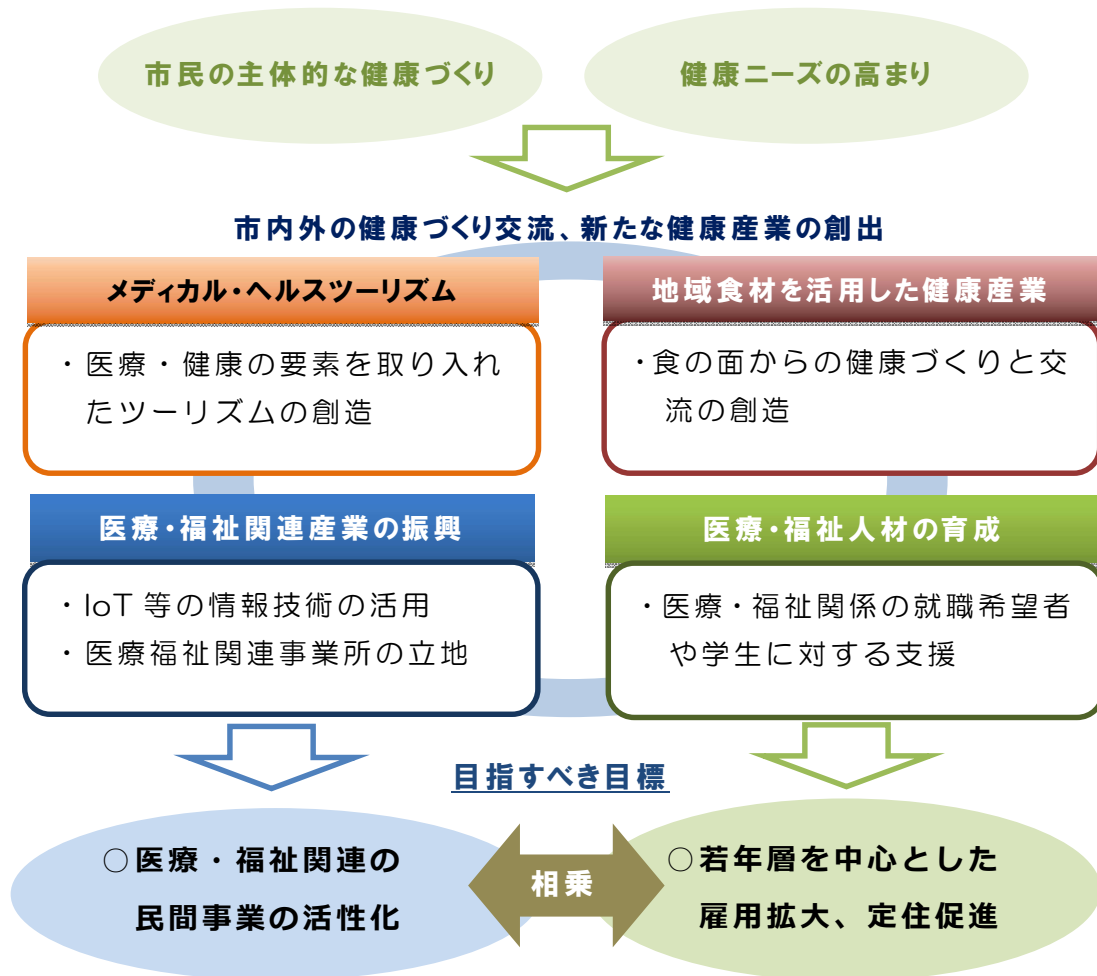 市民の主体的な健康づくり
健康ニーズの高まり
市内外の健康づくり交流、新たな健康産業の創出
メディカル・ヘルスツーリズム
・医療・健康の要素を取り入れ
たツーリズムの創造
地域食材を活用した健康産業
・食の面からの健康づくりと交
流の創造
医療・福祉関連産業の振興
・IoT 等の情報技術の活用
・医療福祉関連事業所の立地
医療・福祉人材の育成
・医療・福祉関係の就職希望者
や学生に対する支援
目指すべき目標
○医療・福祉関連の
民間事業の活性化
相乗
○若年層を中心とした
雇用拡大、定住促進